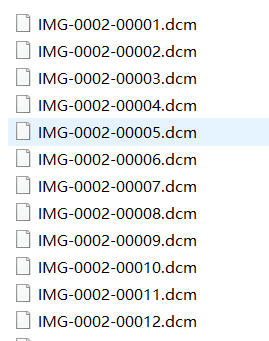 IMG-0002-00001.dcm
IMG-0002-00002.dcm
IMG-0002-00003.dcm
IMG-0002-00004.dcm
IMG-0002-00005.dcm
IMG-0002-00006.dcm
IMG-0002-00007.dcm
IMG-0002-00008.dcm
IMG-0002-00009.dcm
IMG-0002-00010.dcm
IMG-0002-00011.dcm
IMG-0002-00012.dcm